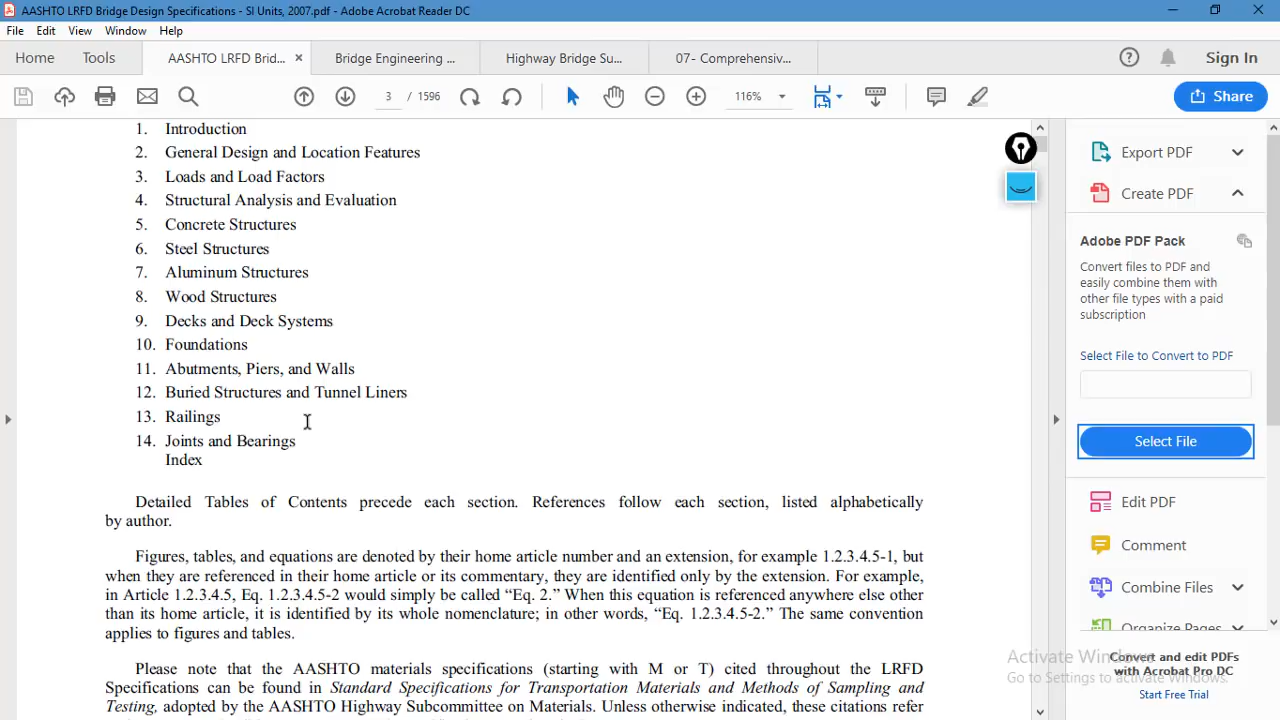 AASHTO LRFD Bridge Design Specifications - SI Units, 2007.pdf - Adobe Acrobat Reader DC
File Edit View Window Help
Home Tools AASHTO LRFD Brid... × Bridge Engineering ... Highway Bridge Su... 07- Comprehensiv... Sign In
3 / 1596 116% Share
1. Introduction
2. General Design and Location Features
3. Loads and Load Factors
4. Structural Analysis and Evaluation
5. Concrete Structures
6. Steel Structures
7. Aluminum Structures
8. Wood Structures
9. Decks and Deck Systems
10. Foundations
11. Abutments, Piers, and Walls
12. Buried Structures and Tunnel Liners
13. Railings
14. Joints and Bearings
Index
Detailed Tables of Contents precede each section. References follow each section, listed alphabetically
by author.
Figures, tables, and equations are denoted by their home article number and an extension, for example 1.2.3.4.5-1, but
when they are referenced in their home article or its commentary, they are identified only by the extension. For example,
in Article 1.2.3.4.5, Eq. 1.2.3.4.5-2 would simply be called “Eq. 2.” When this equation is referenced anywhere else other
than its home article, it is identified by its whole nomenclature; in other words, “Eq. 1.2.3.4.5-2.” The same convention
applies to figures and tables.
Please note that the AASHTO materials specifications (starting with M or T) cited throughout the LRFD
Specifications can be found in Standard Specifications for Transportation Materials and Methods of Sampling and
Testing, adopted by the AASHTO Highway Subcommittee on Materials. Unless otherwise indicated, these citations refer
Export PDF
Create PDF
Adobe PDF Pack
Convert files to PDF and
easily combine them with
other file types with a paid
subscription
Select File to Convert to PDF
Select File
Edit PDF
Comment
Combine Files
Organize Pages
Convert and edit PDFs
with Acrobat Pro DC
Start Free Trial
Activate Windows
Go to Settings to activate Windows.